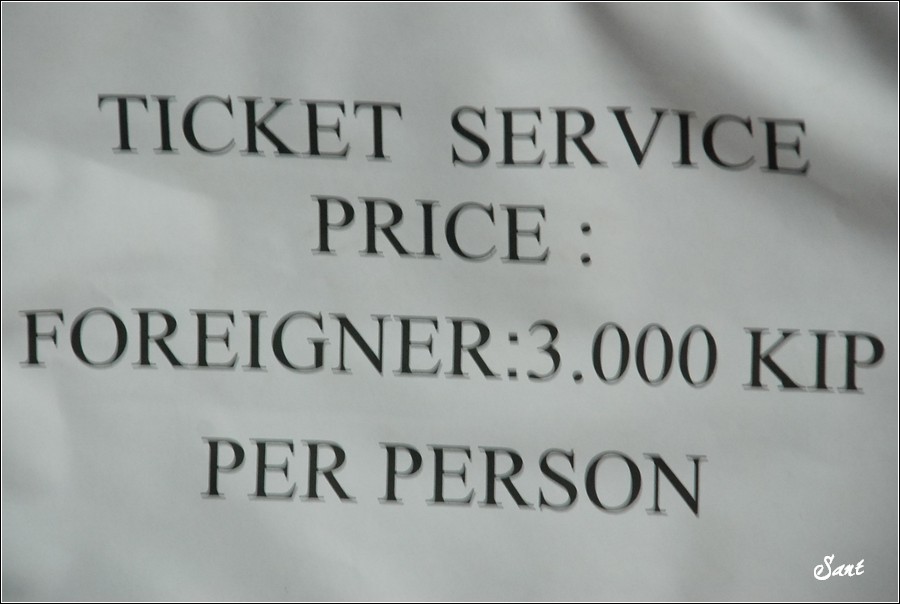 TICKET SERVICE
PRICE :
FOREIGNER:3.000 KIP
PER PERSON
Sant